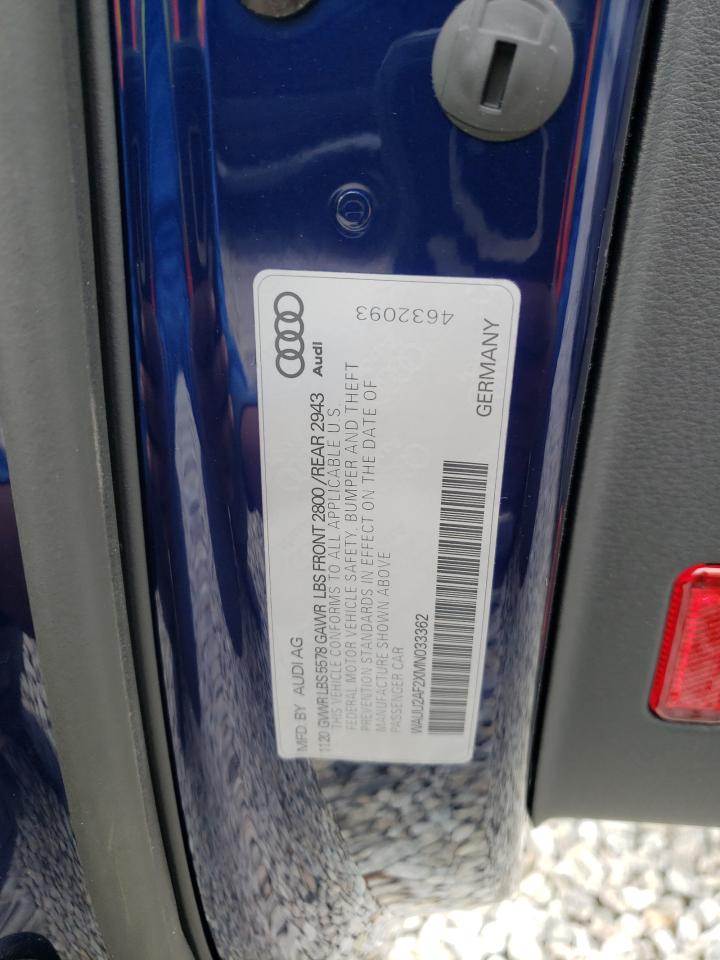 4632093
Audi
MFD. BY AUDI AG
11 20 GVWR LBS 5578 GAWR LBS FRONT 2800 / REAR 2943
THIS VEHICLE CONFORMS TO ALL APPLICABLE U.S.
FEDERAL MOTOR VEHICLE SAFETY. BUMPER AND THEFT
PREVENTION STANDARDS IN EFFECT ON THE DATE OF
MANUFACTURE SHOWN ABOVE
PASSENGER CAR
WAUU2AF2XMN033362
GERMANY